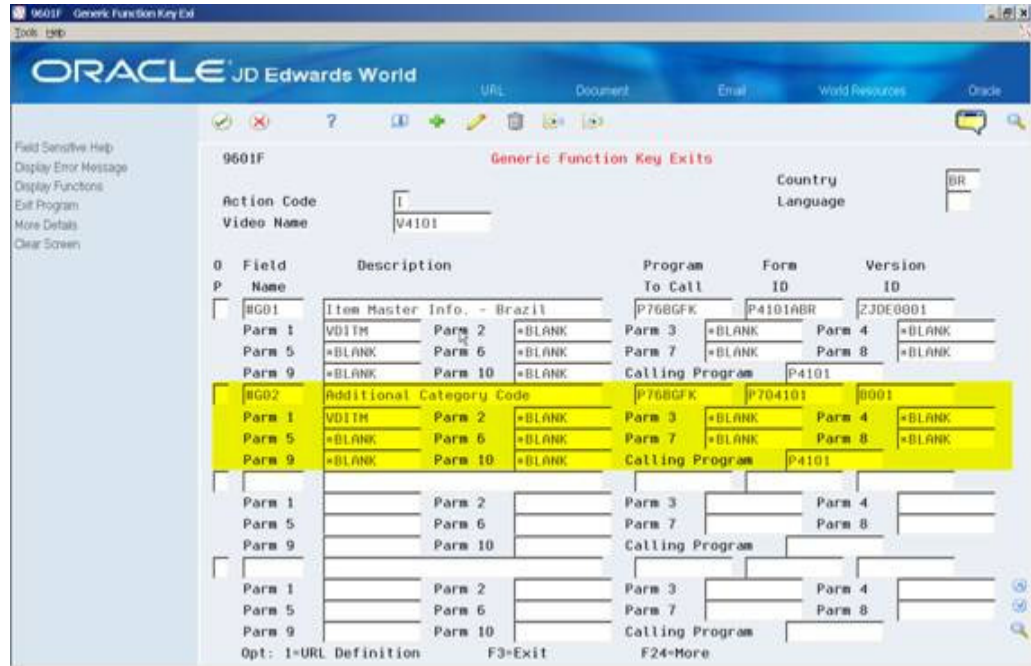 9601F Generic Function Key Exi
Tools Help
ORACLE JD Edwards World
URL Document Email World Resources Oracle
Field Sensitive Help
Display Error Message
Display Functions
Exit Program
More Details
Clear Screen
9601F Generic Function Key Exits
Country BR
Action Code I Language
Video Name V4101
O Field Description Program Form Version
P Name To Call ID ID
#G01 Item Master Info. - Brazil P76BGFK P4101ABR ZJDE0001
Parm 1 VDITM Parm 2 *BLANK Parm 3 *BLANK Parm 4 *BLANK
Parm 5 *BLANK Parm 6 *BLANK Parm 7 *BLANK Parm 8 *BLANK
Parm 9 *BLANK Parm 10 *BLANK Calling Program P4101
#G02 Additional Category Code P76BGFK P704101 B001
Parm 1 VDITM Parm 2 *BLANK Parm 3 *BLANK Parm 4 *BLANK
Parm 5 *BLANK Parm 6 *BLANK Parm 7 *BLANK Parm 8 *BLANK
Parm 9 *BLANK Parm 10 *BLANK Calling Program P4101
Parm 1 Parm 2 Parm 3 Parm 4
Parm 5 Parm 6 Parm 7 Parm 8
Parm 9 Parm 10 Calling Program
Parm 1 Parm 2 Parm 3 Parm 4
Parm 5 Parm 6 Parm 7 Parm 8
Parm 9 Parm 10 Calling Program
Opt: 1=URL Definition F3=Exit F24=More